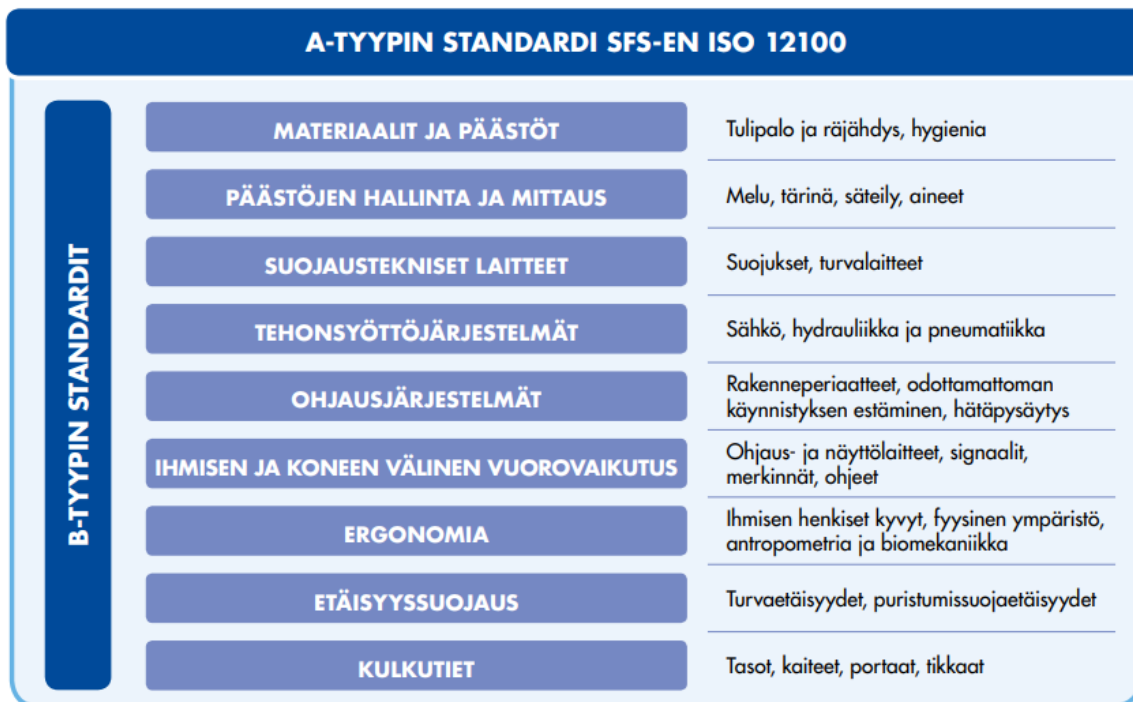 A-TYYPIN STANDARDI SFS-EN ISO 12100
B-TYYPIN STANDARDIT
MATERIAALIT JA PÄÄSTÖT
Tulipalo ja räjähdys, hygienia
PÄÄSTÖJEN HALLINTA JA MITTAUS
Melu, tärinä, säteily, aineet
SUOJAUSTEKNISET LAITTEET
Suojukset, turvalaitteet
TEHONSYÖTTÖJÄRJESTELMÄT
Sähkö, hydrauliikka ja pneumatiikka
OHJAUSJÄRJESTELMÄT
Rakenneperiaatteet, odottamattoman
käynnistyksen estäminen, hätäpysäytys
IHMISEN JA KONEEN VÄLINEN VUOROVAIKUTUS
Ohjaus- ja näyttölaitteet, signaalit,
merkinnät, ohjeet
ERGONOMIA
Ihmisen henkiset kyvyt, fyysinen ympäristö,
antropometria ja biomekaniikka
ETÄISYYSSUOJAUS
Turvaetäisyydet, puristumissuojaetäisyydet
KULKUTIET
Tasot, kaiteet, portaat, tikkaat